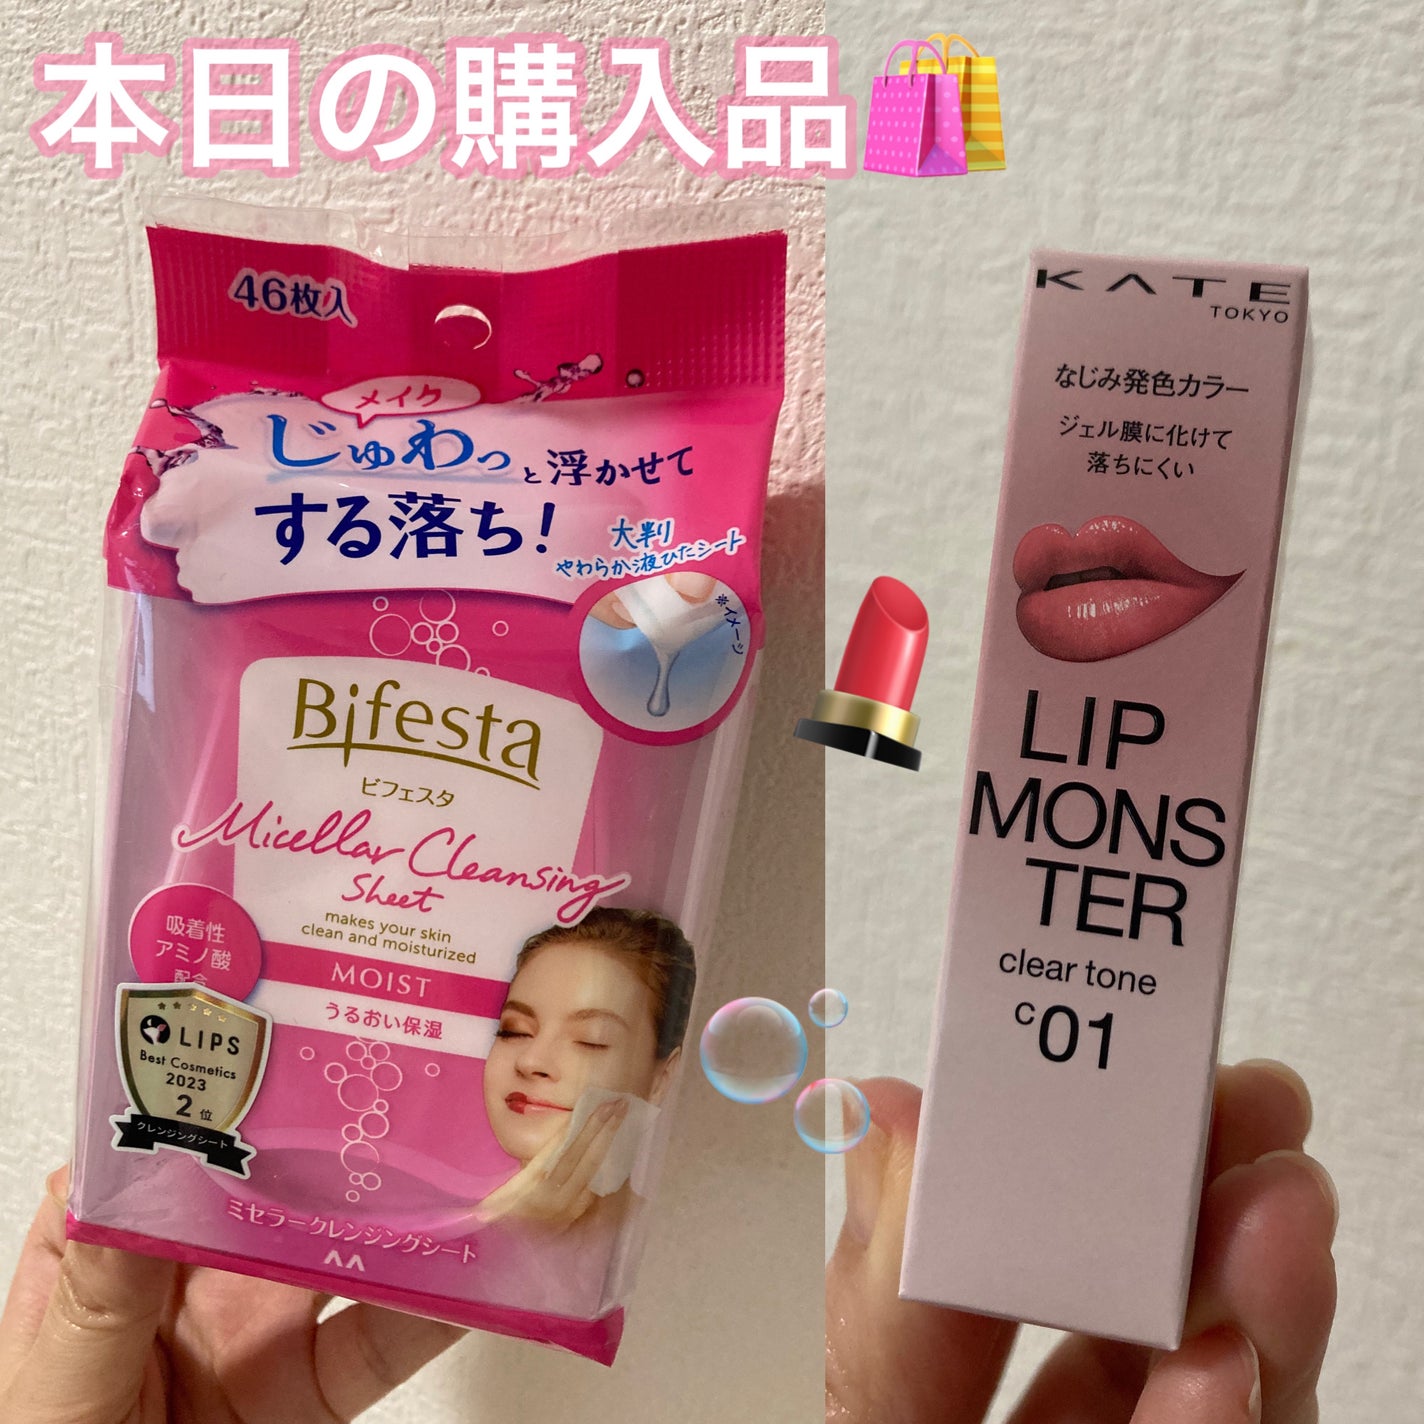 本日の購入品
46枚入
メイク
じゅわっと浮かせて
する落ち!
大判
やわらか液ひたシート
※イメージ
Bifesta
ビフェスタ
Micellar Cleansing
Sheet
makes your skin
clean and moisturized
MOIST
うるおい保湿
吸着性
アミノ酸
配合
LIPS
Best Cosmetics
2023
2位
クレンジングシート
ミセラークレンジングシート
KATE
TOKYO
なじみ発色カラー
ジェル膜に化けて
落ちにくい
LIP
MONS
TER
clear tone
C01